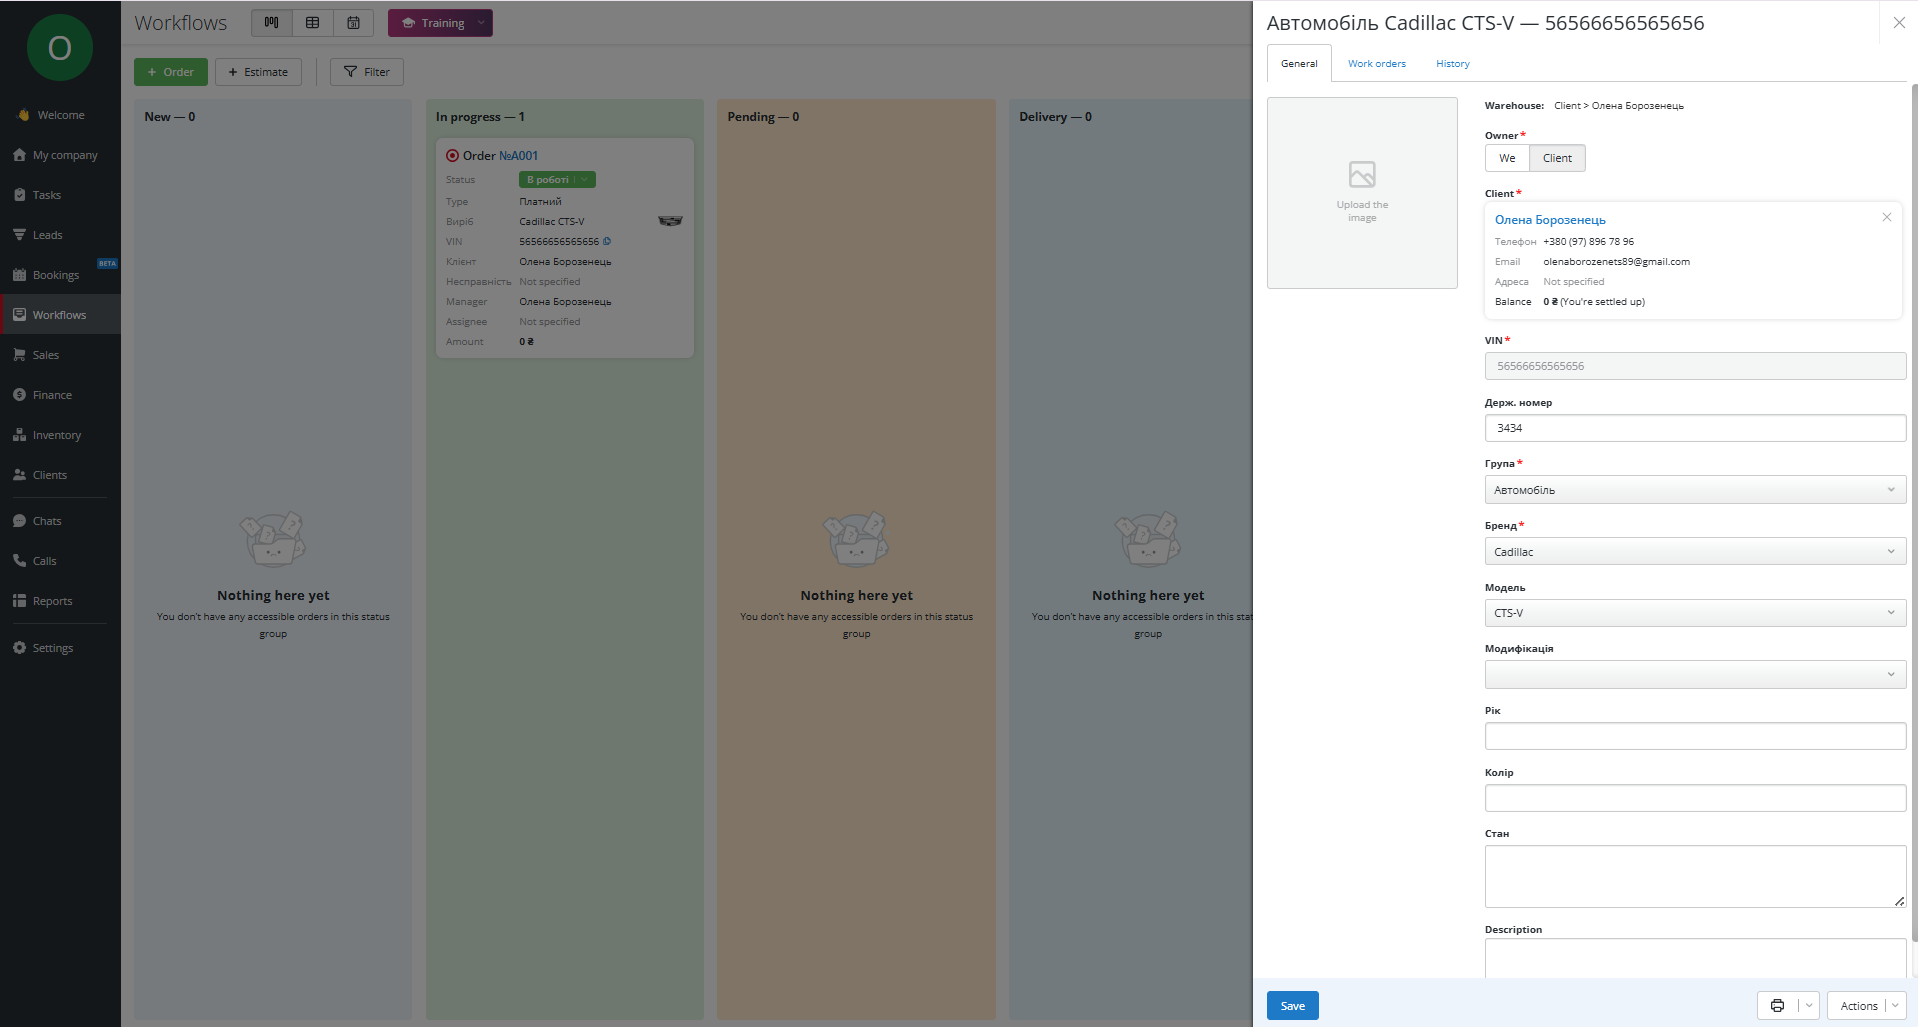 O
Welcome
My company
Tasks
Leads
BETA
Bookings
Workflows
Sales
Finance
Inventory
Clients
Chats
Calls
Reports
Settings
Workflows
31
Training
+ Order
+ Estimate
Filter
New — 0
Nothing here yet
You don't have any accessible orders in this status
group
In progress — 1
Order №A001
Status В роботі
Type Платний
Виріб Cadillac CTS-V
VIN 56566656565656
Клієнт Олена Борозенець
Несправність Not specified
Manager Олена Борозенець
Assignee Not specified
Amount 0 ₴
Pending — 0
Nothing here yet
You don't have any accessible orders in this status
group
Delivery — 0
Nothing here yet
You don't have any accessible orders in this stat
group
Автомобіль Cadillac CTS-V — 56566656565656
General Work orders History
Upload the
image
Warehouse: Client > Олена Борозенець
Owner*
We Client
Client*
Олена Борозенець
Телефон +380 (97) 896 78 96
Email olenaborozenets89@gmail.com
Адреса Not specified
Balance 0 ₴ (You're settled up)
VIN*
56566656565656
Держ. номер
3434
Група*
Автомобіль
Бренд*
Cadillac
Модель
CTS-V
Модифікація
Рік
Колір
Стан
Description
Save
Actions